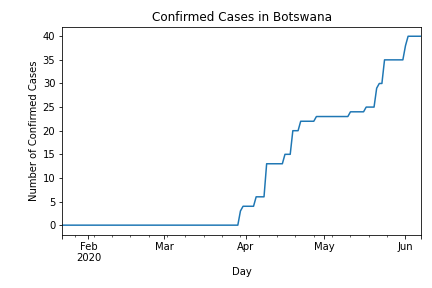 Confirmed Cases in Botswana
Number of Confirmed Cases
40
35
30
25
20
15
10
5
0
Feb
2020
Mar
Apr
May
Jun
Day